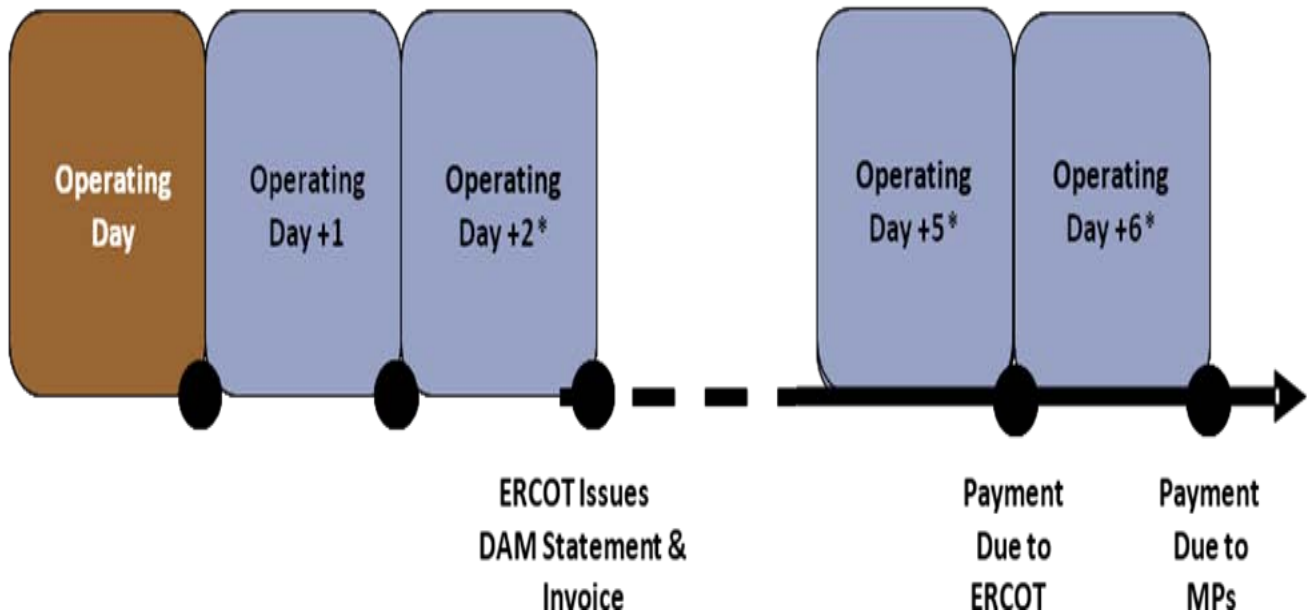 Operating
Day
Operating
Day +1
Operating
Day +2*
Operating
Day +5*
Operating
Day +6*
ERCOT Issues
DAM Statement &
Invoice
Payment
Due to
ERCOT
Payment
Due to
MPs